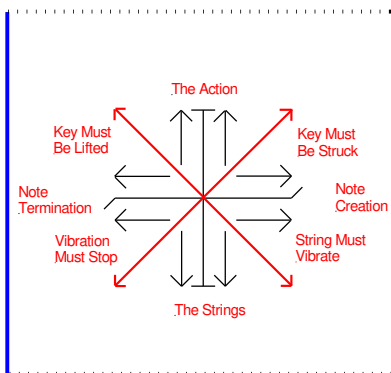 The Action
Key Must
Be Lifted
Key Must
Be Struck
Note
Termination
Note
Creation
Vibration
Must Stop
String Must
Vibrate
The Strings